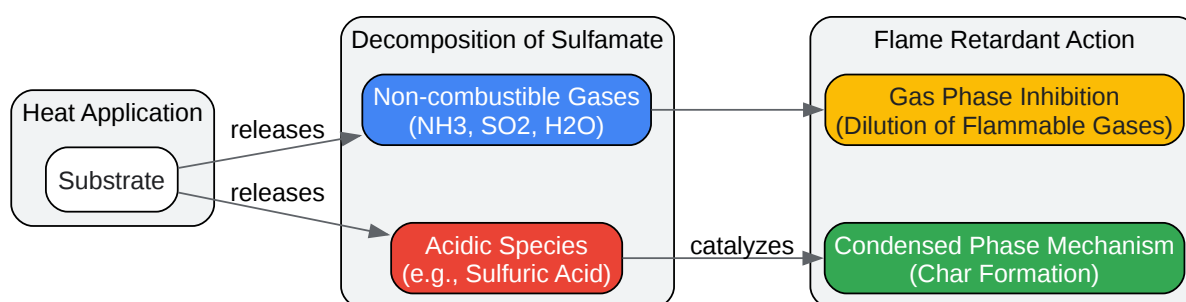 Decomposition of Sulfamate
Flame Retardant Action
Heat Application
Non-combustible Gases
(NH3, SO2, H2O)
Gas Phase Inhibition
(Dilution of Flammable Gases)
releases
Substrate
releases
Acidic Species
(e.g., Sulfuric Acid)
catalyzes
Condensed Phase Mechanism
(Char Formation)